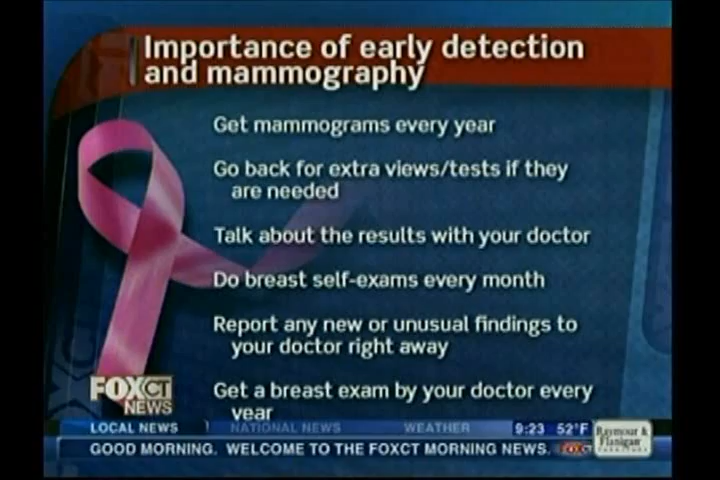 Importance of early detection
and mammography
Get mammograms every year
Go back for extra views/tests if they
are needed
Talk about the results with your doctor
Do breast self-exams every month
Report any new or unusual findings to
your doctor right away
Get a breast exam by your doctor every
year
FOXCT
NEWS
LOCAL NEWS NATIONAL NEWS WEATHER 9:23 52°F
Raymour &
Flanigan
FURNITURE
GOOD MORNING. WELCOME TO THE FOXCT MORNING NEWS. FOXCT